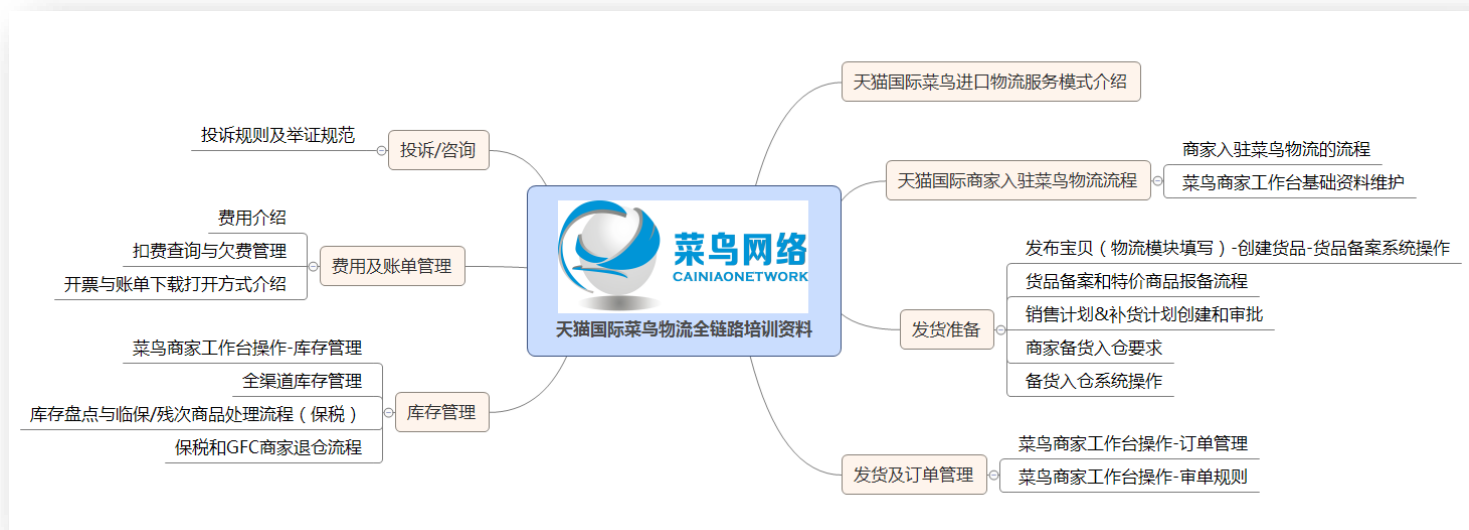 菜鸟网络
CAINIAONETWORK
天猫国际菜鸟物流全链路培训资料
天猫国际菜鸟进口物流服务模式介绍
天猫国际商家入驻菜鸟物流流程
商家入驻菜鸟物流的流程
菜鸟商家工作台基础资料维护
发货准备
发布宝贝（物流模块填写）-创建货品-货品备案系统操作
货品备案和特价商品报备流程
销售计划&补货计划创建和审批
商家备货入仓要求
备货入仓系统操作
发货及订单管理
菜鸟商家工作台操作-订单管理
菜鸟商家工作台操作-审单规则
投诉/咨询
投诉规则及举证规范
费用及账单管理
费用介绍
扣费查询与欠费管理
开票与账单下载打开方式介绍
库存管理
菜鸟商家工作台操作-库存管理
全渠道库存管理
库存盘点与临保/残次商品处理流程（保税）
保税和GFC商家退仓流程